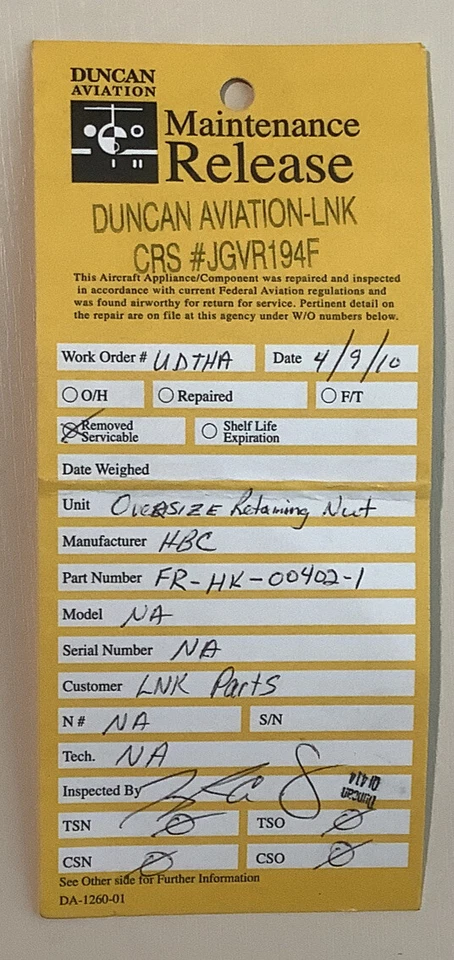 DUNCAN
AVIATION
Maintenance
Release
DUNCAN AVIATION-LNK
CRS #JGVR194F
This Aircraft Appliance/Component was repaired and inspected
in accordance with current Federal Aviation regulations and
was found airworthy for return for service. Pertinent detail on
the repair are on file at this agency under W/O numbers below.
Work Order # UDTHA Date 4/9/10
O/H Repaired F/T
Removed
Servicable
Shelf Life
Expiration
Date Weighed
Unit OVERSIZE Retaining Nut
Manufacturer HBC
Part Number FR-HK-00402-1
Model NA
Serial Number NA
Customer LNK Parts
N # NA S/N
Tech. NA
Inspected By
Duncan
QI 414
TSN TSO
CSN CSO
See Other side for Further Information
DA-1260-01